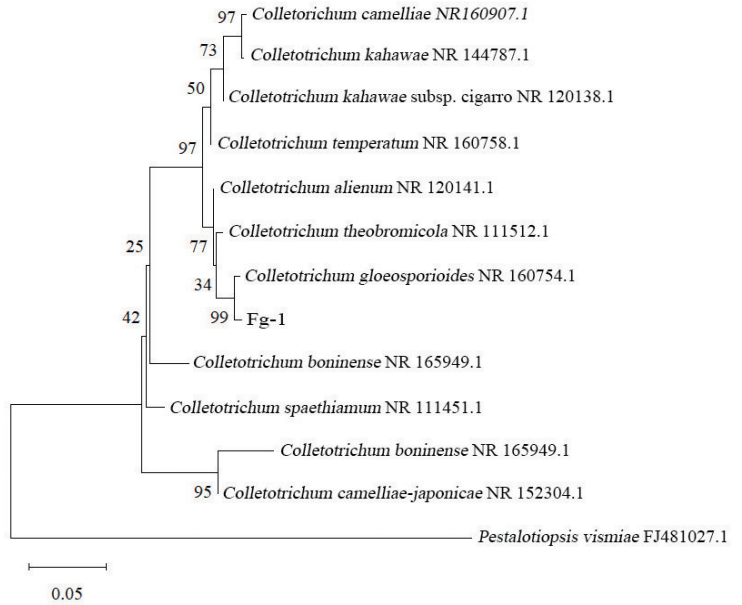 97 Colletorichum camelliae NR160907.1
73 Colletotrichum kahawae NR 144787.1
50 Colletotrichum kahawae subsp. cigarro NR 120138.1
97 Colletotrichum temperatum NR 160758.1
Colletotrichum alienum NR 120141.1
25 77 Colletotrichum theobromicola NR 111512.1
34 Colletotrichum gloeosporioides NR 160754.1
42 99 Fg-1
Colletotrichum boninense NR 165949.1
Colletotrichum spaethiamum NR 111451.1
Colletotrichum boninense NR 165949.1
95 Colletotrichum camelliae-japonicae NR 152304.1
Pestalotiopsis vismiae FJ481027.1
0.05